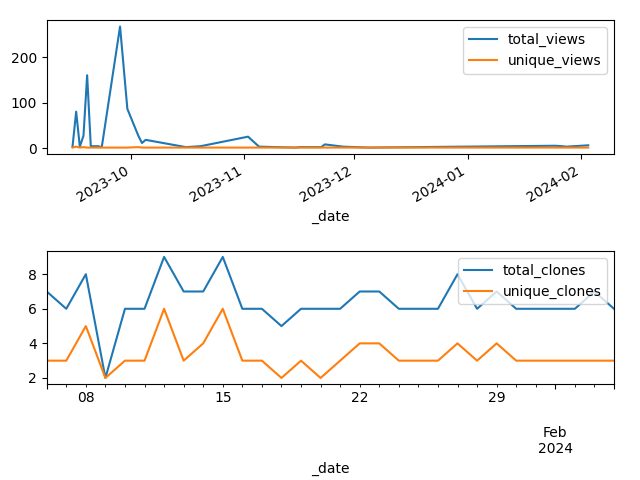 200
100
0
total_views
unique_views
2023-10
2023-11
2023-12
2024-01
2024-02
_date
8
6
4
2
total_clones
unique_clones
08
15
22
29
Feb
2024
_date